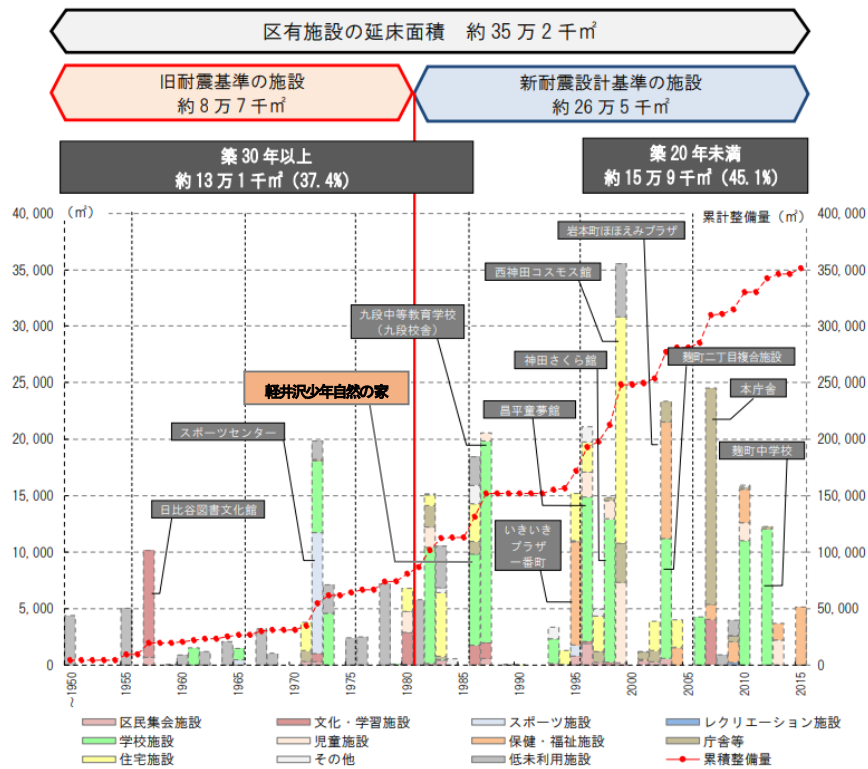 区有施設の延床面積 約35万2千㎡
旧耐震基準の施設
約8万7千㎡
新耐震設計基準の施設
約26万5千㎡
築30年以上
約13万1千㎡(37.4%)
築20年未満
約15万9千㎡(45.1%)
40,000
(㎡)
累計整備量(㎡)
400,000
岩本町ほほえみプラザ
西神田コスモス館
35,000
350,000
九段中等教育学校
(九段校舎)
30,000
300,000
神田さくら館
麹町二丁目複合施設
軽井沢少年自然の家
本庁舎
25,000
250,000
昌平童夢館
スポーツセンター
麹町中学校
20,000
200,000
日比谷図書文化館
いきいき
プラザ
一番町
15,000
150,000
10,000
100,000
5,000
50,000
0
0
1950
~
1955
1960
1965
1970
1975
1980
1985
1990
1995
2000
2005
2010
2015
区民集会施設
文化・学習施設
スポーツ施設
レクリエーション施設
学校施設
児童施設
保健・福祉施設
庁舎等
住宅施設
その他
低未利用施設
累積整備量